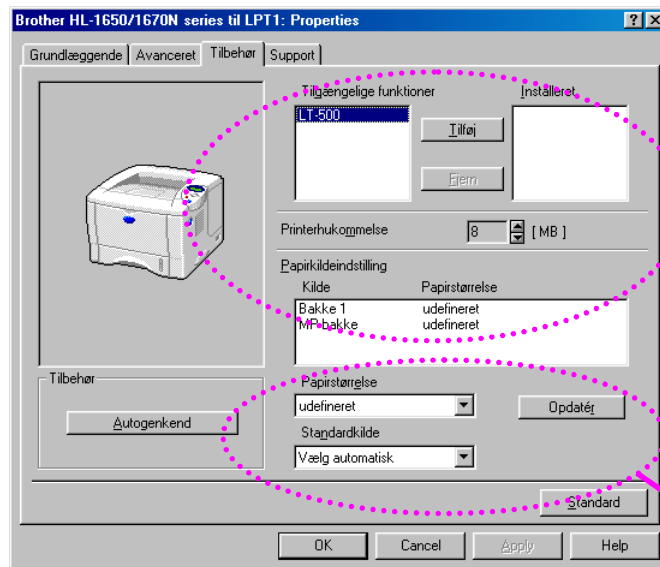 Brother HL-1650/1670N series til LPT1: Properties
Grundlæggende Avanceret Tilbehør Support
Tilgængelige funktioner Installeret
LT-500
Tilføj
Fjern
Printerhukommelse 8 [ MB ]
Papirkildeindstilling
Kilde Papirstørrelse
Bakke 1 udefineret
MP bakke udefineret
Tilbehør
Autogenkend
Papirstørrelse
udefineret
Opdatér
Standardkilde
Vælg automatisk
Standard
OK Cancel Apply Help